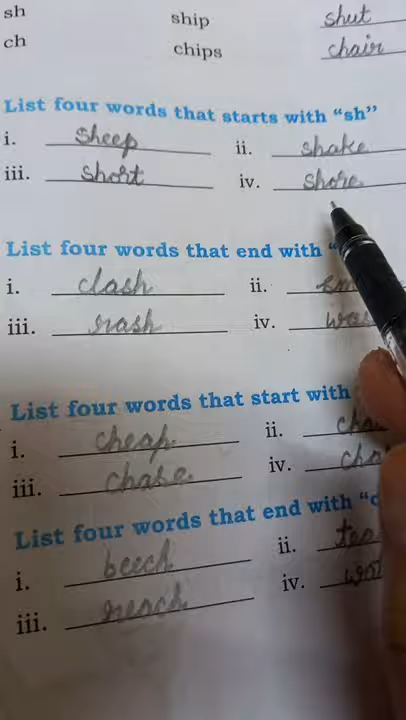 sh ship shut
ch chips chair
List four words that starts with "sh"
i. sheep ii. shake
iii. short iv. shore
List four words that end with "
i. clash ii.
iii. rash iv.
List four words that start with
i. cheap ii.
iii. chase iv.
List four words that end with "c
i. beech ii.
iii. reach iv.